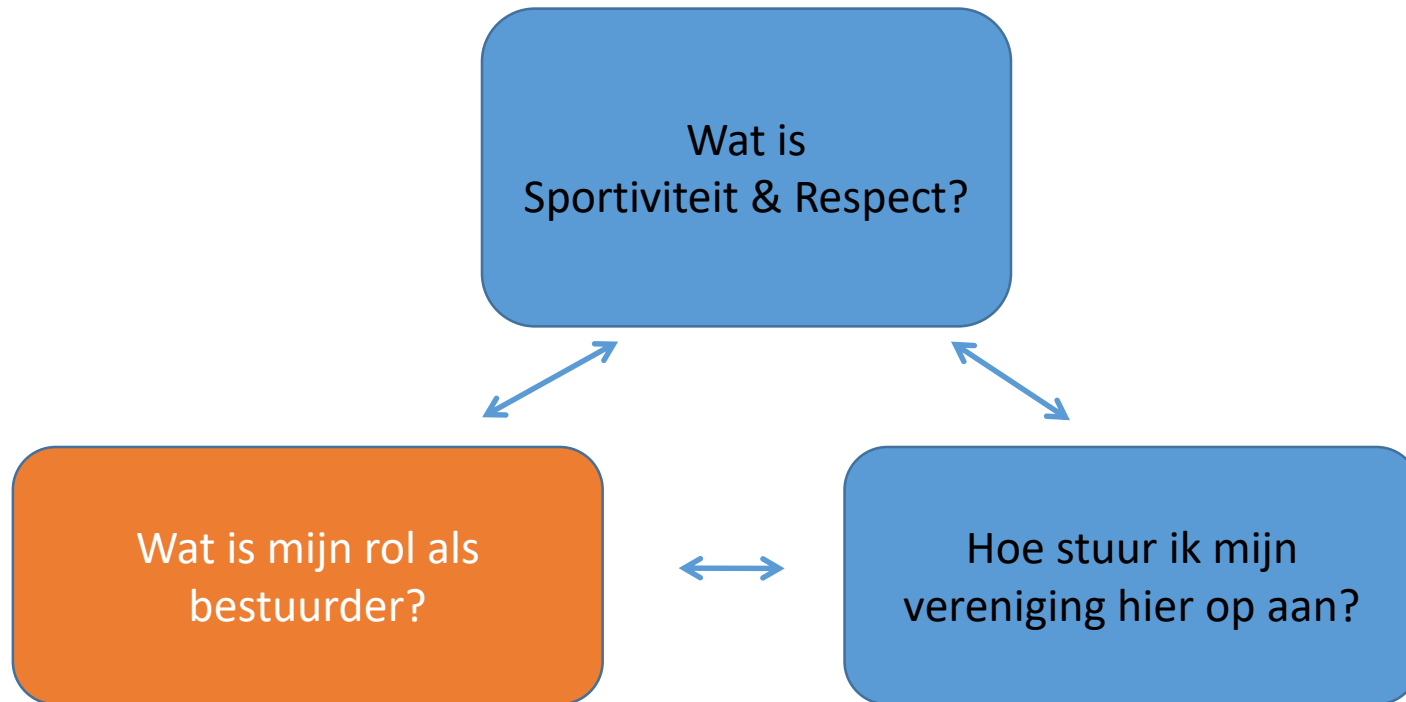 Wat is
Sportiviteit & Respect?
Wat is mijn rol als
bestuurder?
Hoe stuur ik mijn
vereniging hier op aan?